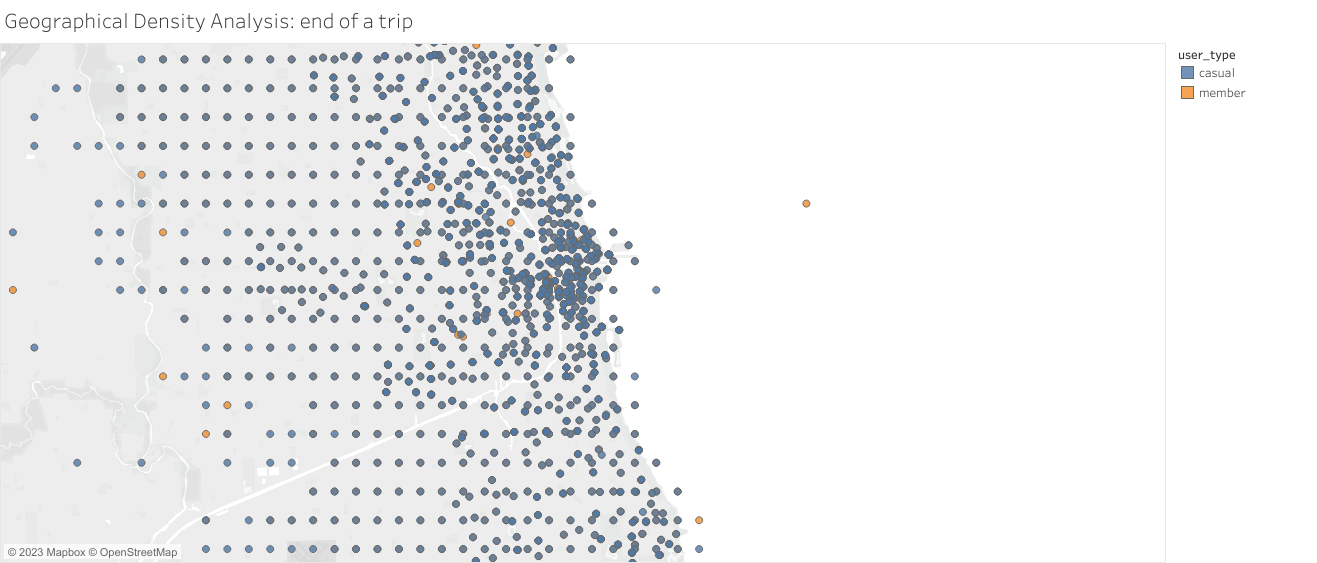 Geographical Density Analysis: end of a trip
user_type
casual
member
© 2023 Mapbox © OpenStreetMap